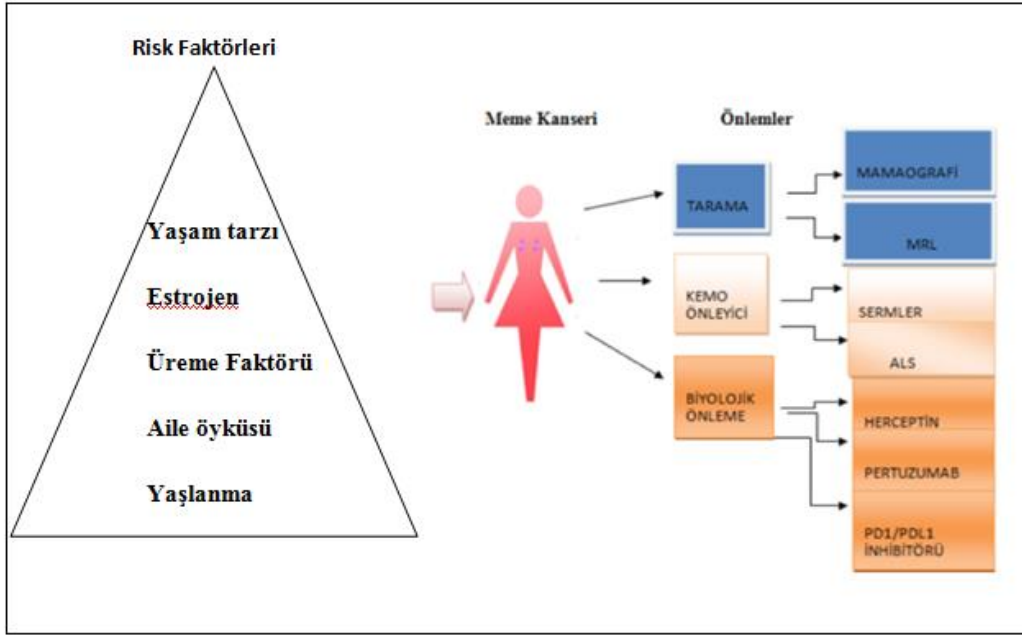 Risk Faktörleri
Yaşam tarzı
Estrojen
Üreme Faktörü
Aile öyküsü
Yaşlanma
Meme Kanseri
Önlemler
TARAMA
MAMAOGRAFİ
MRL
KEMO
ÖNLEYİCİ
SERMLER
ALS
BİYOLOJİK
ÖNLEME
HERCEPTİN
PERTUZUMAB
PD1/PDL1
İNHİBİTÖRÜ